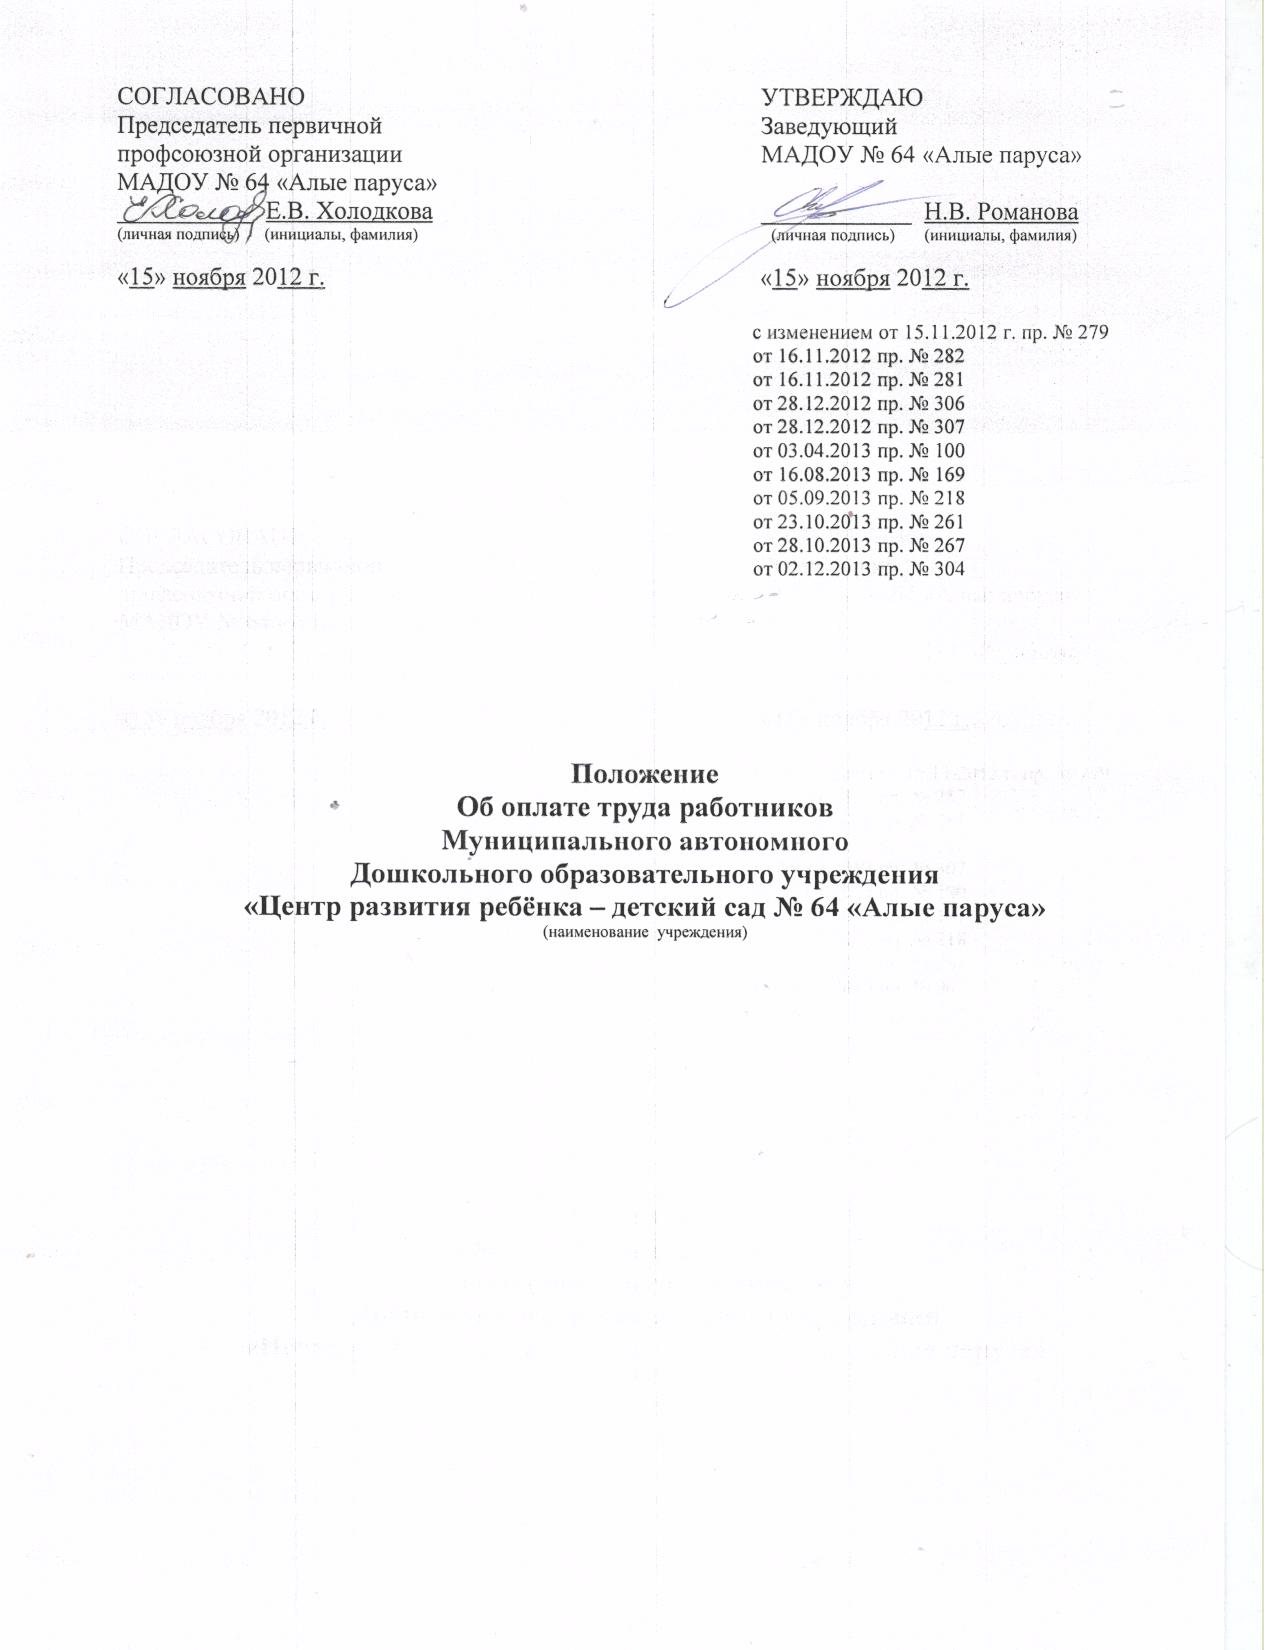 СОГЛАСОВАНО
Председатель первичной
профсоюзной организации
МАДОУ № 64 «Алые паруса»
Е.В. Холодкова
(личная подпись) (инициалы, фамилия)
«15» ноября 2012 г.
УТВЕРЖДАЮ
Заведующий
МАДОУ № 64 «Алые паруса»
Н.В. Романова
(личная подпись) (инициалы, фамилия)
«15» ноября 2012 г.
с изменением от 15.11.2012 г. пр. № 279
от 16.11.2012 пр. № 282
от 16.11.2012 пр. № 281
от 28.12.2012 пр. № 306
от 28.12.2012 пр. № 307
от 03.04.2013 пр. № 100
от 16.08.2013 пр. № 169
от 05.09.2013 пр. № 218
от 23.10.2013 пр. № 261
от 28.10.2013 пр. № 267
от 02.12.2013 пр. № 304
Положение
Об оплате труда работников
Муниципального автономного
Дошкольного образовательного учреждения
«Центр развития ребёнка – детский сад № 64 «Алые паруса»
(наименование учреждения)